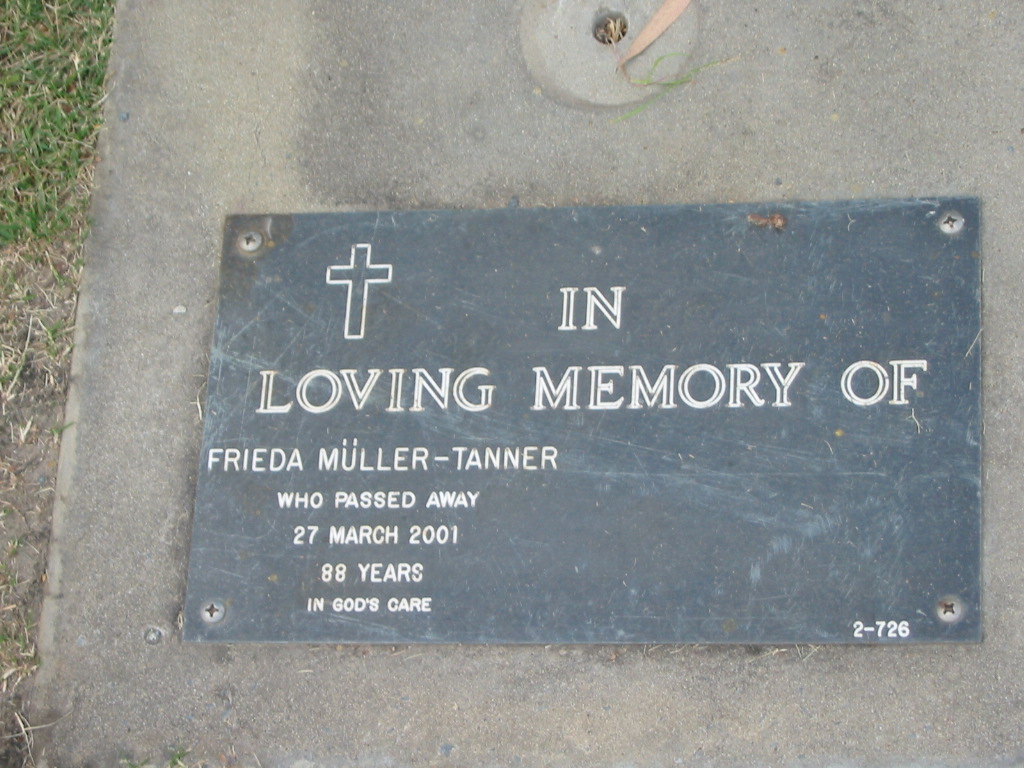 IN
LOVING MEMORY OF
FRIEDA MÜLLER-TANNER
WHO PASSED AWAY
27 MARCH 2001
88 YEARS
IN GOD'S CARE
2-726